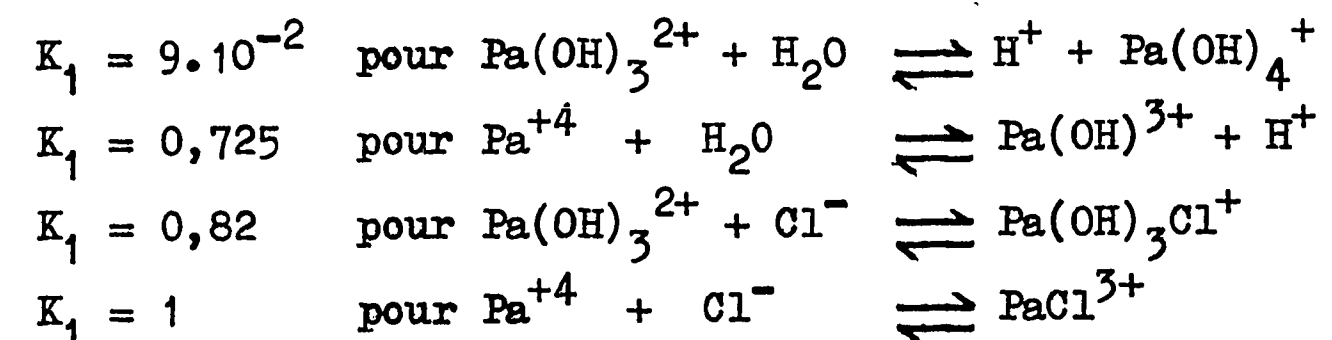 K₁ = 9.10⁻² pour Pa(OH)₃²⁺ + H₂O ⇌ H⁺ + Pa(OH)₄⁺
K₁ = 0,725 pour Pa⁺⁴ + H₂O ⇌ Pa(OH)³⁺ + H⁺
K₁ = 0,82 pour Pa(OH)₃²⁺ + Cl⁻ ⇌ Pa(OH)₃Cl⁺
K₁ = 1 pour Pa⁺⁴ + Cl⁻ ⇌ PaCl³⁺